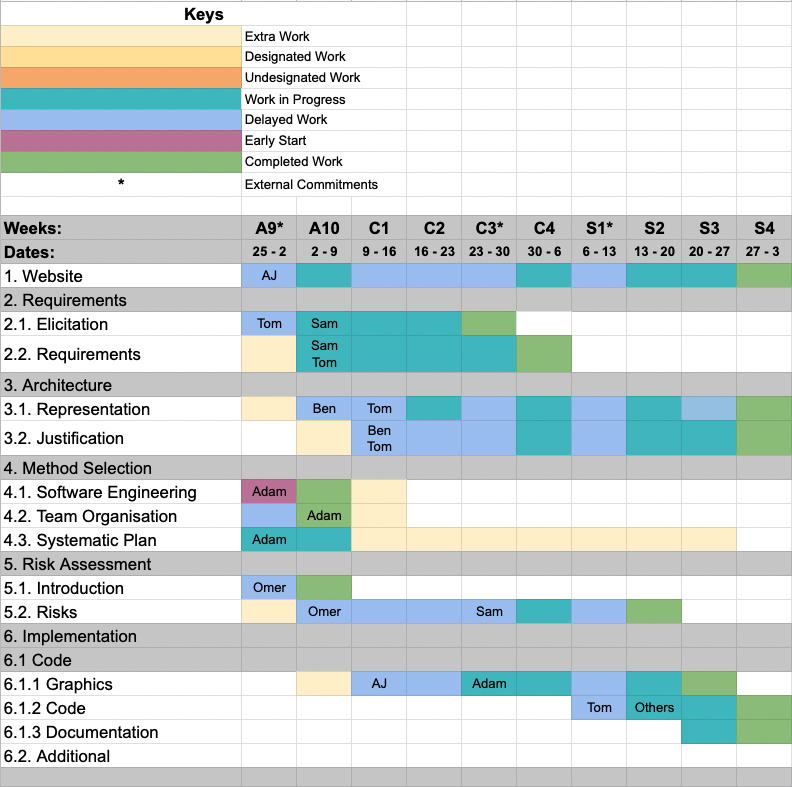 Keys
Extra Work
Designated Work
Undesignated Work
Work in Progress
Delayed Work
Early Start
Completed Work
* External Commitments
Weeks: A9* A10 C1 C2 C3* C4 S1* S2 S3 S4
Dates: 25 - 2 2 - 9 9 - 16 16 - 23 23 - 30 30 - 6 6 - 13 13 - 20 20 - 27 27 - 3
1. Website AJ
2. Requirements
2.1. Elicitation Tom Sam
2.2. Requirements Sam
Tom
3. Architecture
3.1. Representation Ben Tom
3.2. Justification Ben
Tom
4. Method Selection
4.1. Software Engineering Adam
4.2. Team Organisation Adam
4.3. Systematic Plan Adam
5. Risk Assessment
5.1. Introduction Omer
5.2. Risks Omer Sam
6. Implementation
6.1 Code
6.1.1 Graphics AJ Adam
6.1.2 Code Tom Others
6.1.3 Documentation
6.2. Additional